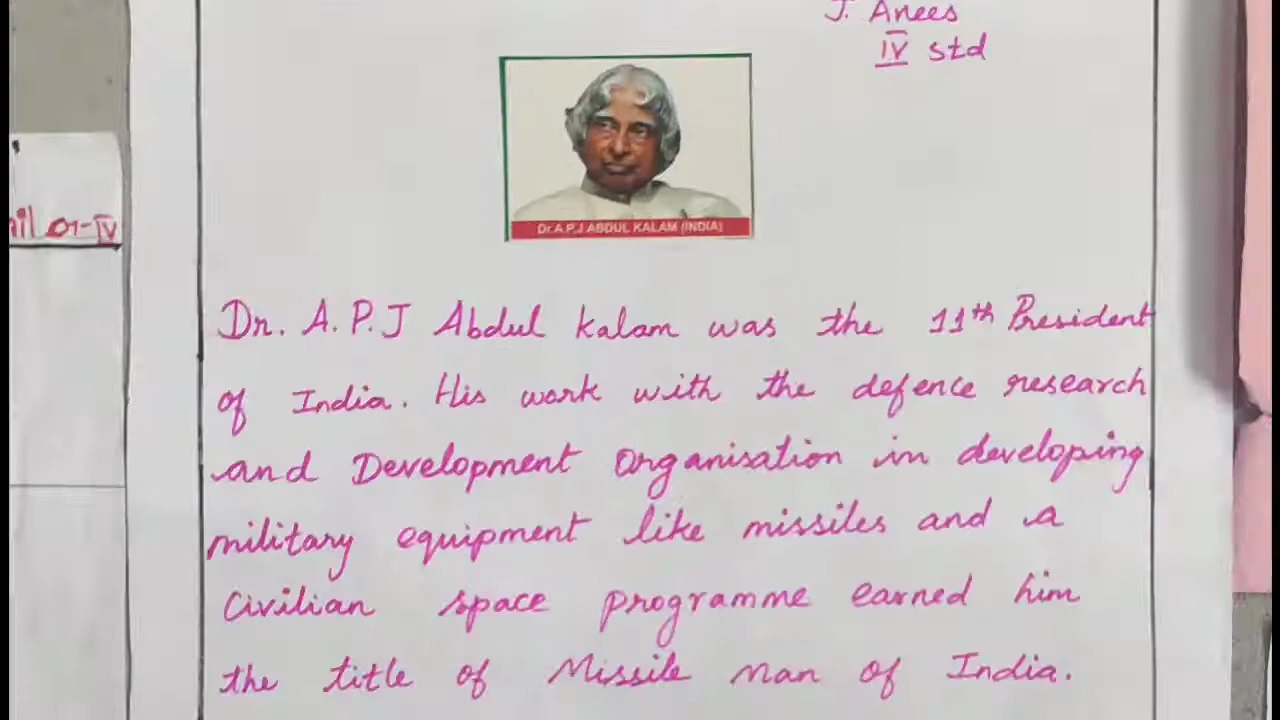 J. Anees
IV std
Dr.A.P.J ABDUL KALAM (INDIA)
Dr. A. P. J Abdul Kalam was the 11th President
of India. His work with the defence research
and Development Organisation in developing
military equipment like missiles and a
Civilian space programme earned him
the title of Missile Man of India.